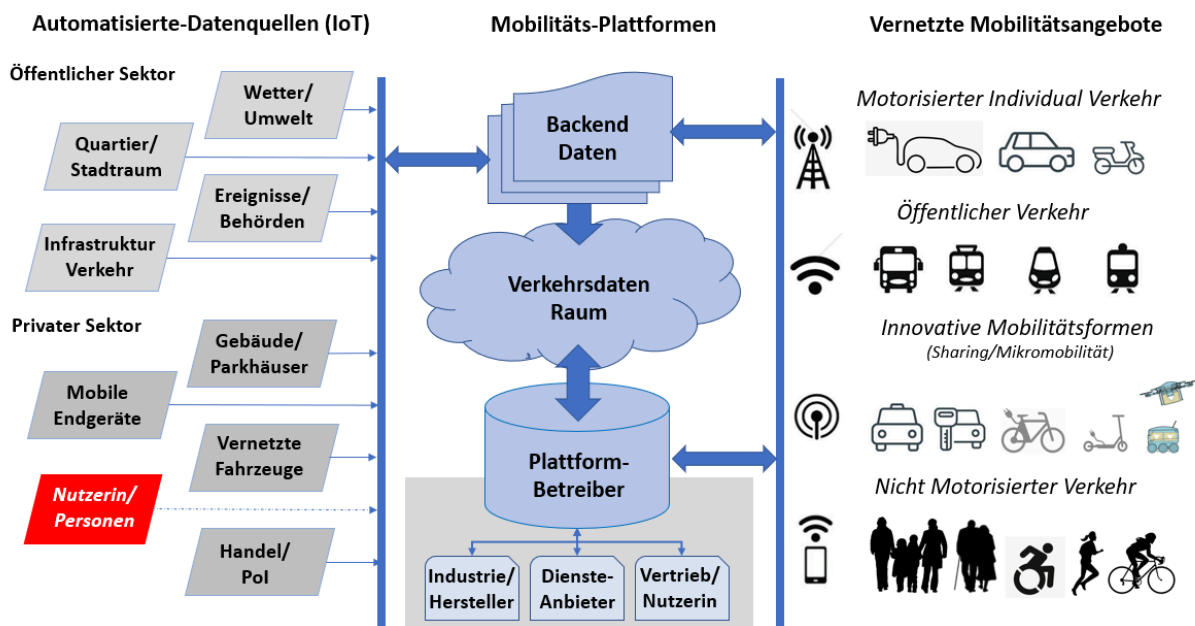 Automatisierte-Datenquellen (IoT)
Öffentlicher Sektor
Wetter/
Umwelt
Quartier/
Stadtraum
Ereignisse/
Behörden
Infrastruktur
Verkehr
Privater Sektor
Gebäude/
Parkhäuser
Mobile
Endgeräte
Vernetzte
Fahrzeuge
Nutzerin/
Personen
Handel/
PoI
Mobilitäts-Plattformen
Backend
Daten
Verkehrsdaten
Raum
Plattform-
Betreiber
Industrie/
Hersteller
Dienste-
Anbieter
Vertrieb/
Nutzerin
Vernetzte Mobilitätsangebote
Motorisierter Individual Verkehr
Öffentlicher Verkehr
Innovative Mobilitätsformen
(Sharing/Mikromobilität)
Nicht Motorisierter Verkehr